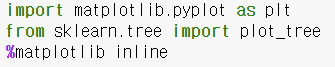 import matplotlib.pyplot as plt
from sklearn.tree import plot_tree
%matplotlib inline